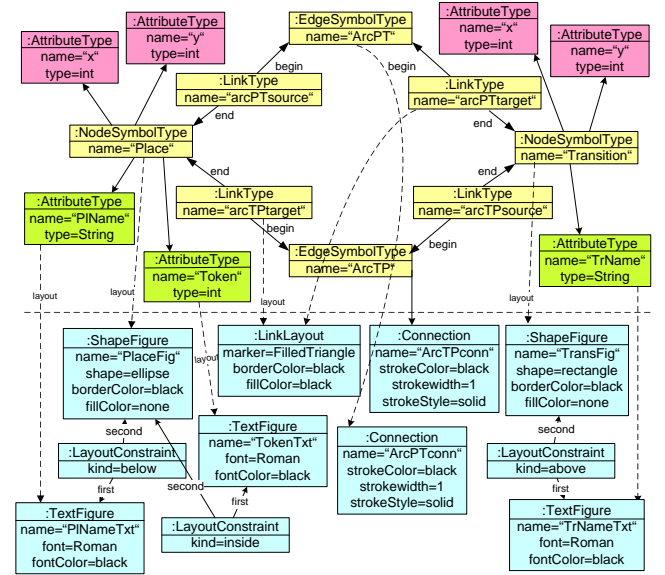 :AttributeType
name=“x“
type=int
:AttributeType
name=“y“
type=int
:EdgeSymbolType
name=“ArcPT“
:AttributeType
name=“x“
type=int
:AttributeType
name=“y“
type=int
begin
begin
:LinkType
name=“arcPTsource“
:LinkType
name=“arcPTtarget“
end
end
:NodeSymbolType
name=“Place“
:NodeSymbolType
name=“Transition“
end
end
:LinkType
name=“arcTPtarget“
:LinkType
name=“arcTPsource“
:AttributeType
name=“PlName“
type=String
begin
begin
:AttributeType
name=“Token“
type=int
:EdgeSymbolType
name=“ArcTP“
:AttributeType
name=“TrName“
type=String
layout
layout
layout
layout
:ShapeFigure
name=“PlaceFig“
shape=ellipse
borderColor=black
fillColor=none
layout
:LinkLayout
marker=FilledTriangle
borderColor=black
fillColor=black
:Connection
name=“ArcTPconn“
strokeColor=black
strokewidth=1
strokeStyle=solid
:ShapeFigure
name=“TransFig“
shape=rectangle
borderColor=black
fillColor=none
second
:TextFigure
name=“TokenTxt“
font=Roman
fontColor=black
:Connection
name=“ArcPTconn“
strokeColor=black
strokewidth=1
strokeStyle=solid
second
:LayoutConstraint
kind=below
:LayoutConstraint
kind=above
second
first
first
first
:TextFigure
name=“PlNameTxt“
font=Roman
fontColor=black
:LayoutConstraint
kind=inside
:TextFigure
name=“TrNameTxt“
font=Roman
fontColor=black